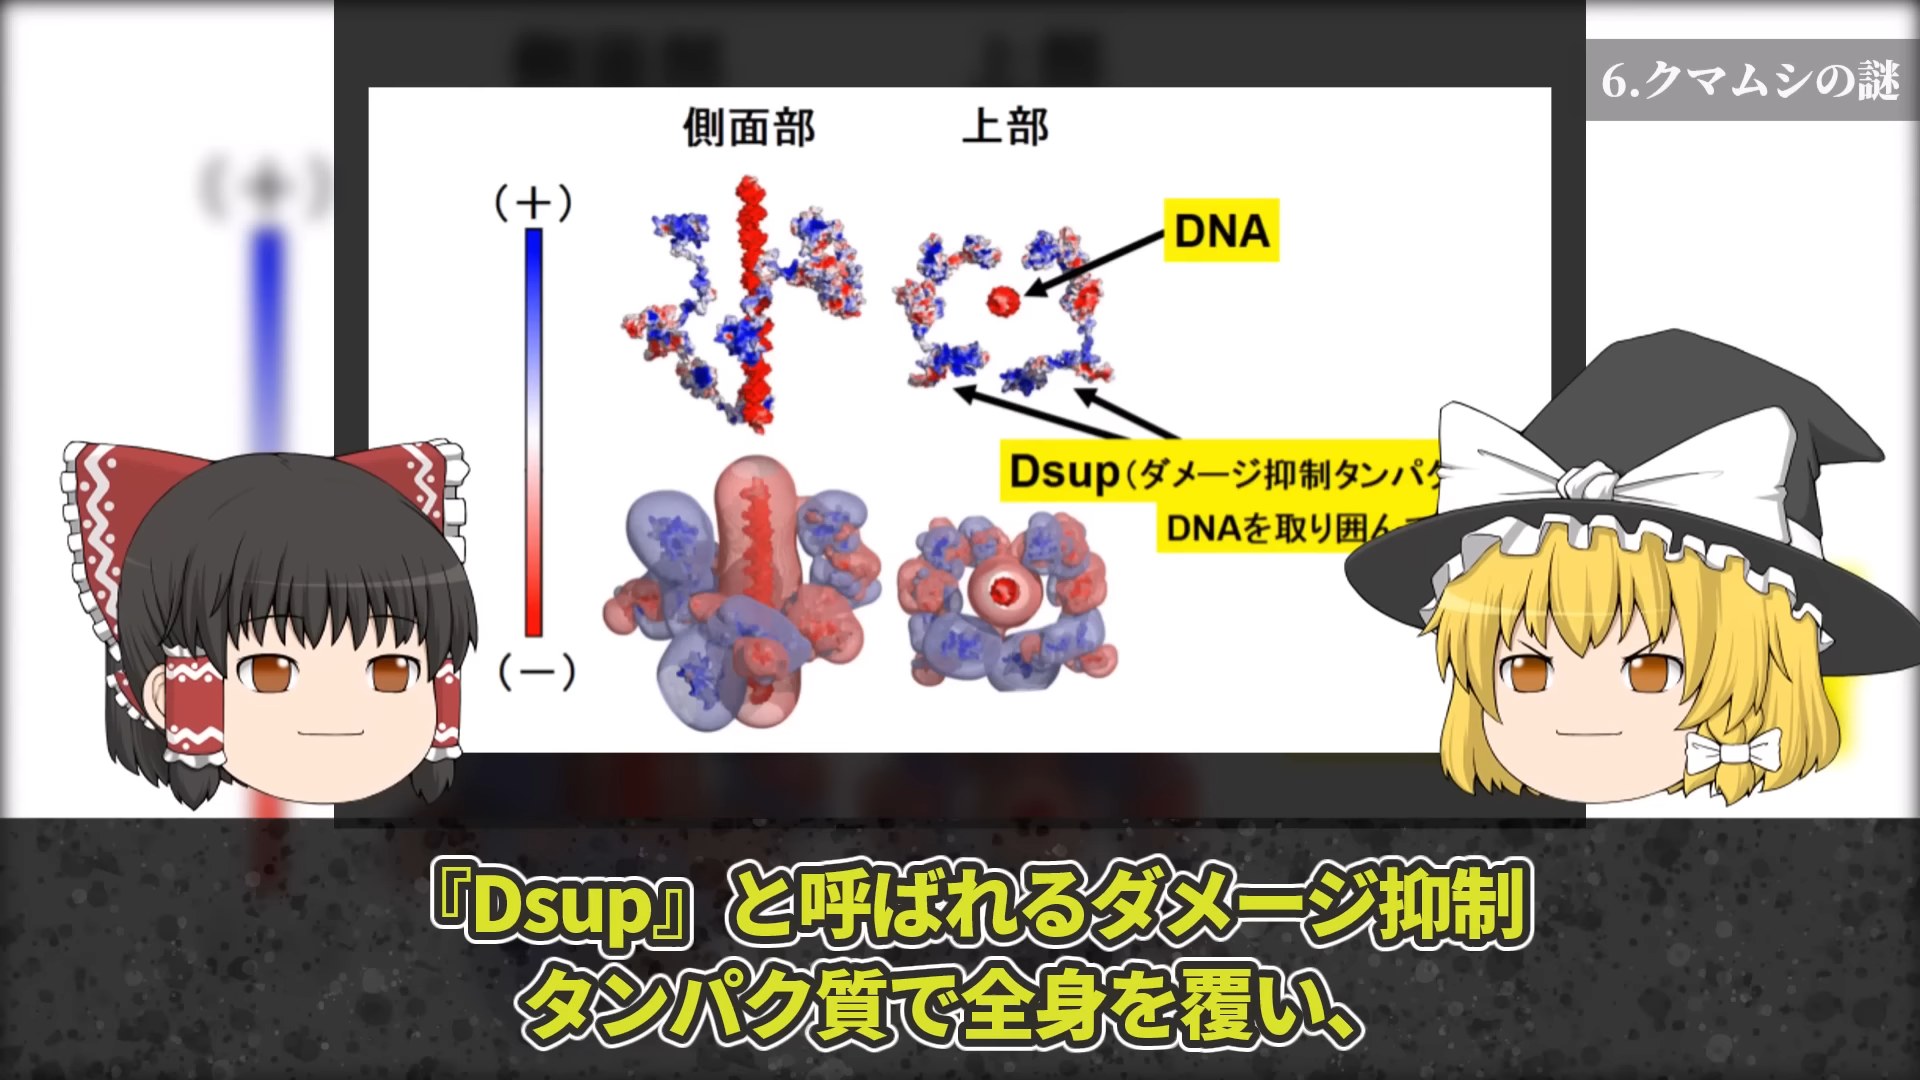 6.クマムシの謎
側面部
上部
(+)
(+)
DNA
Dsup(ダメージ抑制タンパク
DNAを取り囲ん
(-)
『Dsup』と呼ばれるダメージ抑制
タンパク質で全身を覆い、